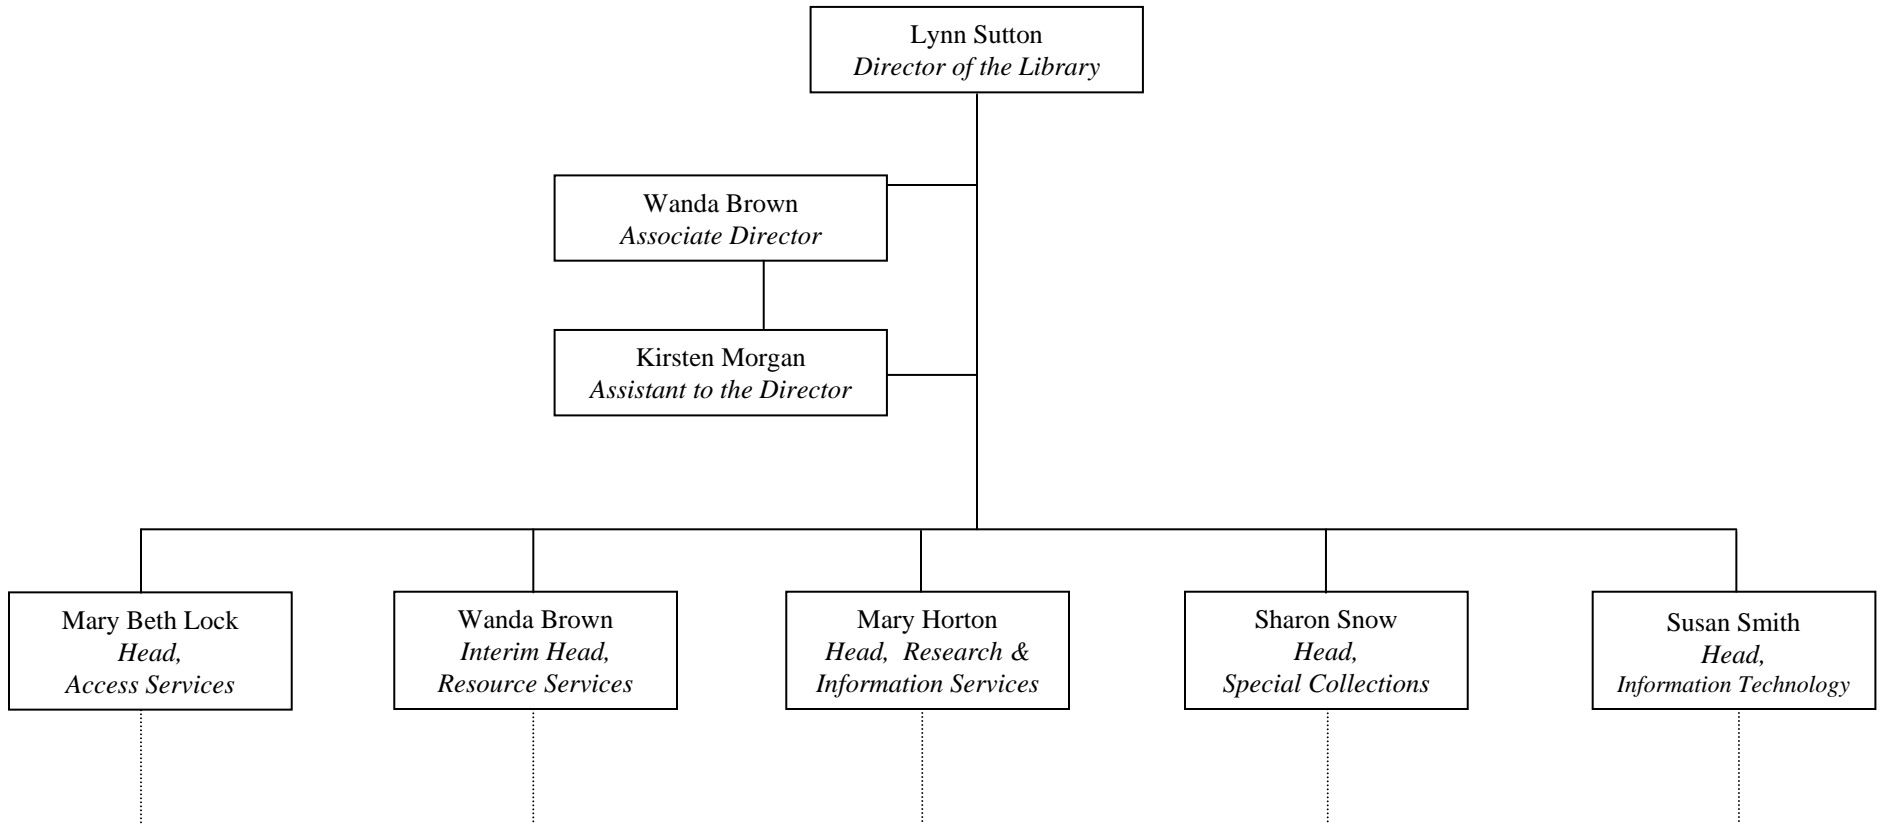 Lynn Sutton
Director of the Library
Wanda Brown
Associate Director
Kirsten Morgan
Assistant to the Director
Mary Beth Lock
Head,
Access Services
Wanda Brown
Interim Head,
Resource Services
Mary Horton
Head, Research &
Information Services
Sharon Snow
Head,
Special Collections
Susan Smith
Head,
Information Technology